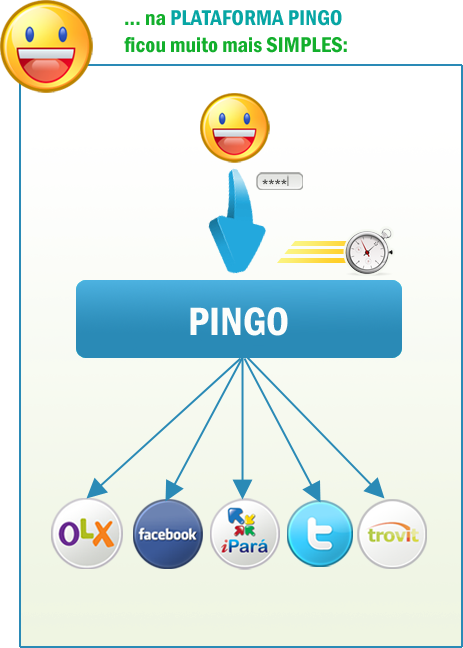 ... na PLATAFORMA PINGO
ficou muito mais SIMPLES:
****
PINGO
OLX
facebook
iPará
t
trovit